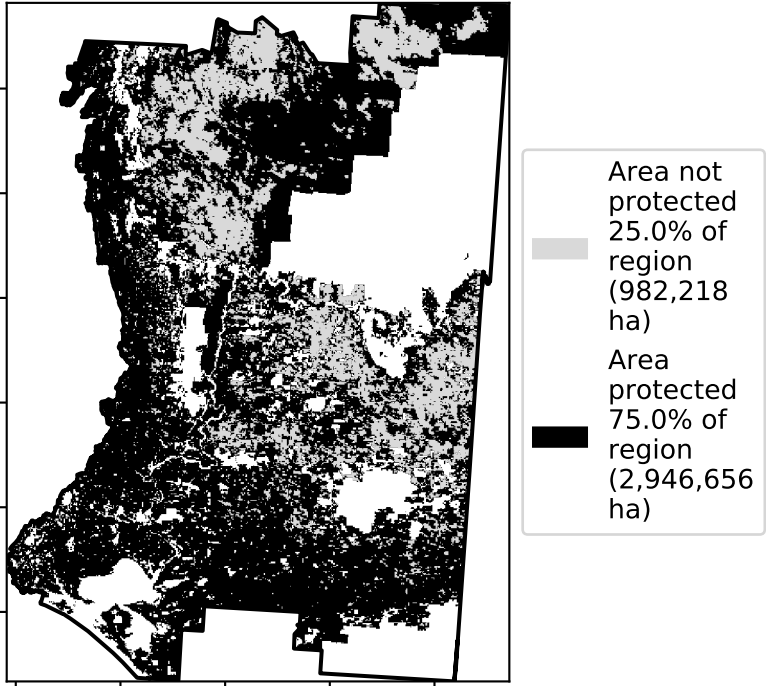 Area not
protected
25.0% of
region
(982,218
ha)
Area
protected
75.0% of
region
(2,946,656
ha)